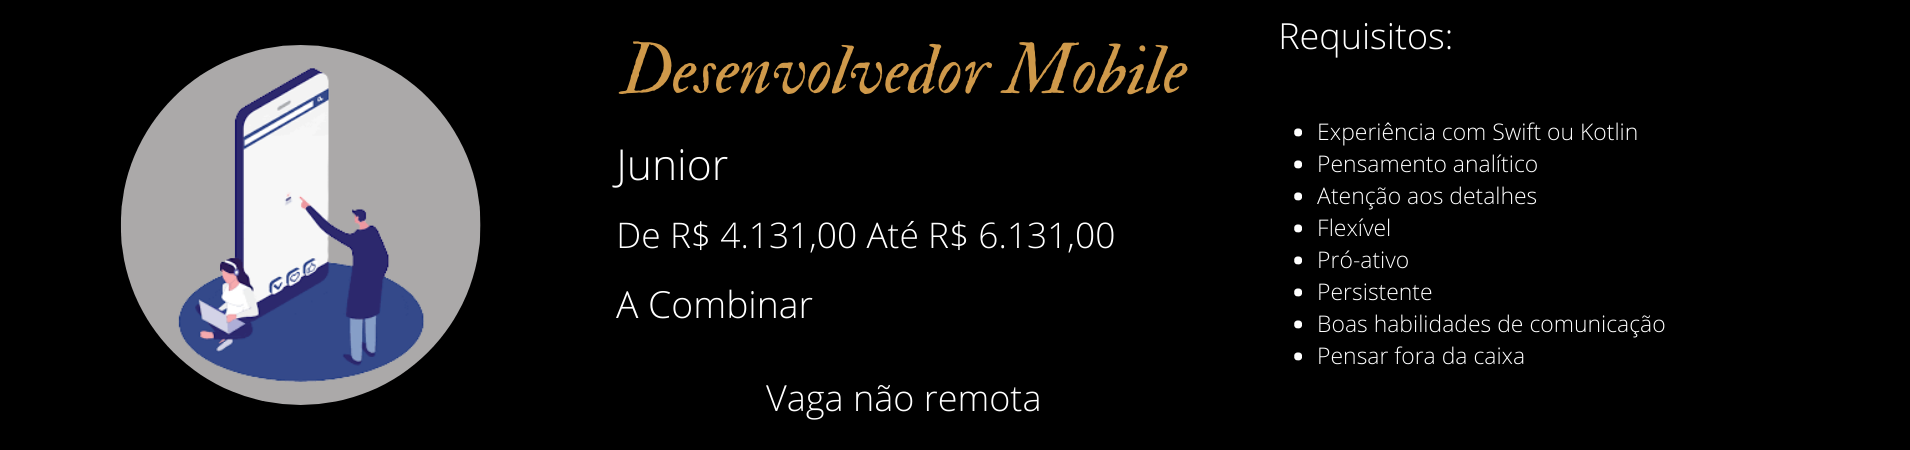 Desenvolvedor Mobile
Junior
De R$ 4.131,00 Até R$ 6.131,00
A Combinar
Vaga não remota
Requisitos:
• Experiência com Swift ou Kotlin
• Pensamento analítico
• Atenção aos detalhes
• Flexível
• Pró-ativo
• Persistente
• Boas habilidades de comunicação
• Pensar fora da caixa